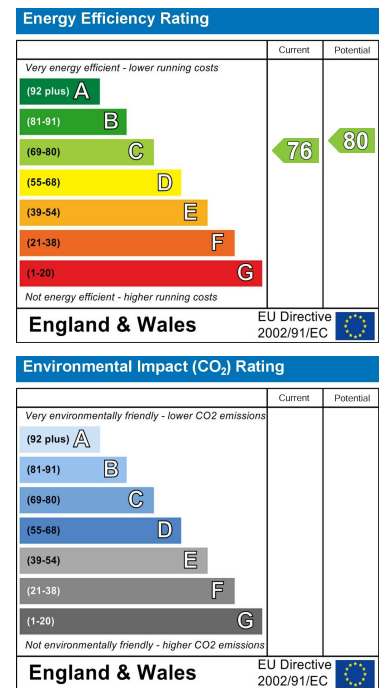 Energy Efficiency Rating
Current Potential
Very energy efficient - lower running costs
(92 plus) A
(81-91) B
(69-80) C
(55-68) D
(39-54) E
(21-38) F
(1-20) G
76 80
Not energy efficient - higher running costs
England & Wales
EU Directive
2002/91/EC
Environmental Impact (CO₂) Rating
Current Potential
Very environmentally friendly - lower CO2 emissions
(92 plus) A
(81-91) B
(69-80) C
(55-68) D
(39-54) E
(21-38) F
(1-20) G
Not environmentally friendly - higher CO2 emissions
England & Wales
EU Directive
2002/91/EC